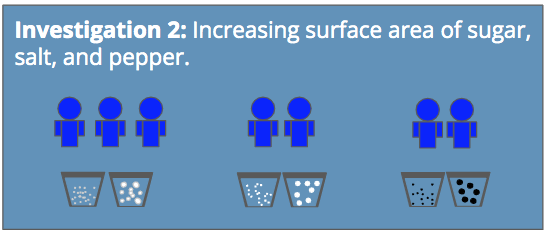 Investigation 2: Increasing surface area of sugar,
salt, and pepper.